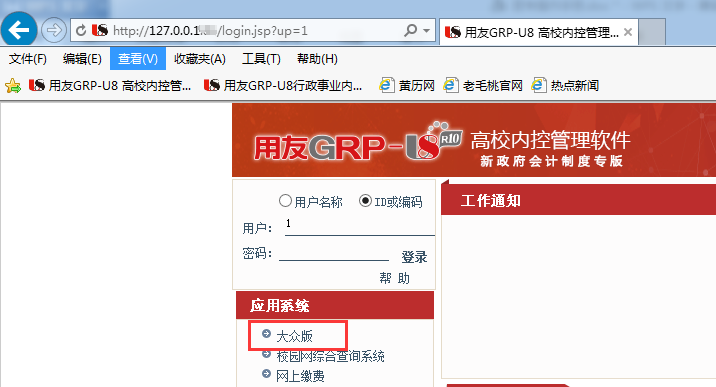 http://127.0.0.1 /login.jsp?up=1
用友GRP-U8 高校内控管理...
文件(F) 编辑(E) 查看(V) 收藏夹(A) 工具(T) 帮助(H)
用友GRP-U8 高校内控管... 用友GRP-U8行政事业内... 黄历网 老毛桃官网 热点新闻
用友GRP-U8 R10 高校内控管理软件
新政府会计制度专版
用户名称 ID或编码
用户: 1
密码: 登录
帮 助
工作通知
应用系统
大众版
校园网综合查询系统
网上缴费